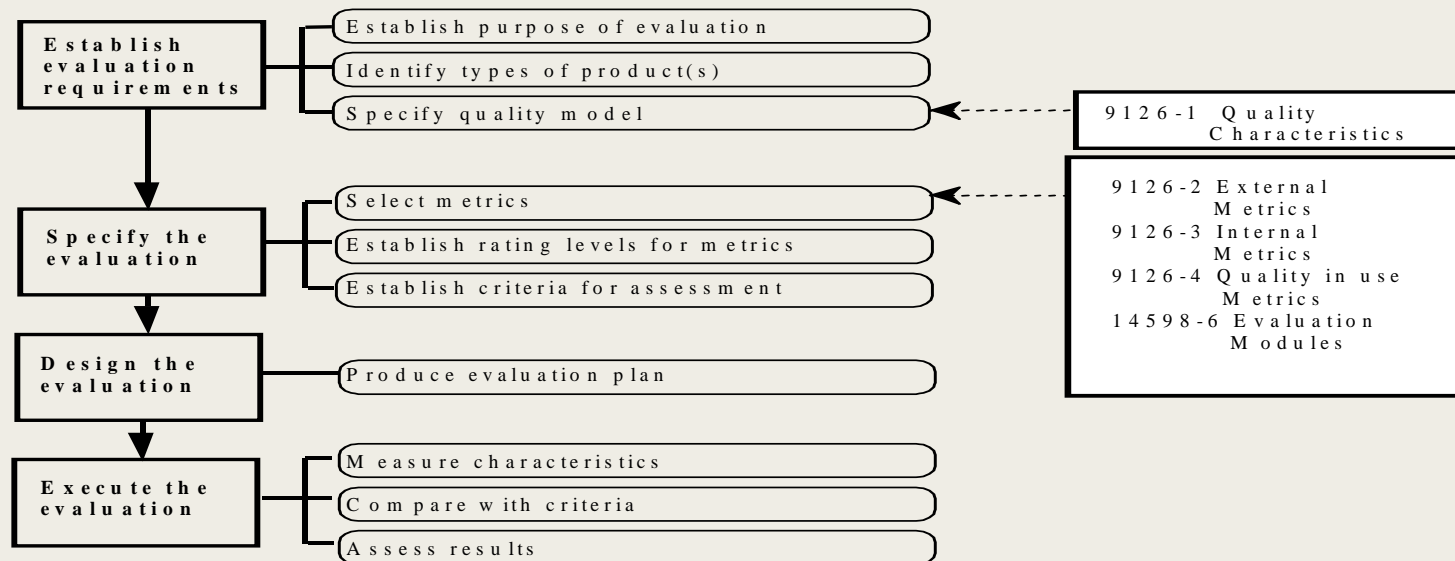 Establish
evaluation
requirements
Establish purpose of evaluation
Identify types of product(s)
Specify quality model
9126-1 Quality
Characteristics
Specify the
evaluation
Select metrics
Establish rating levels for metrics
Establish criteria for assessment
9126-2 External
Metrics
9126-3 Internal
Metrics
9126-4 Quality in use
Metrics
14598-6 Evaluation
Modules
Design the
evaluation
Produce evaluation plan
Execute the
evaluation
Measure characteristics
Compare with criteria
Assess results